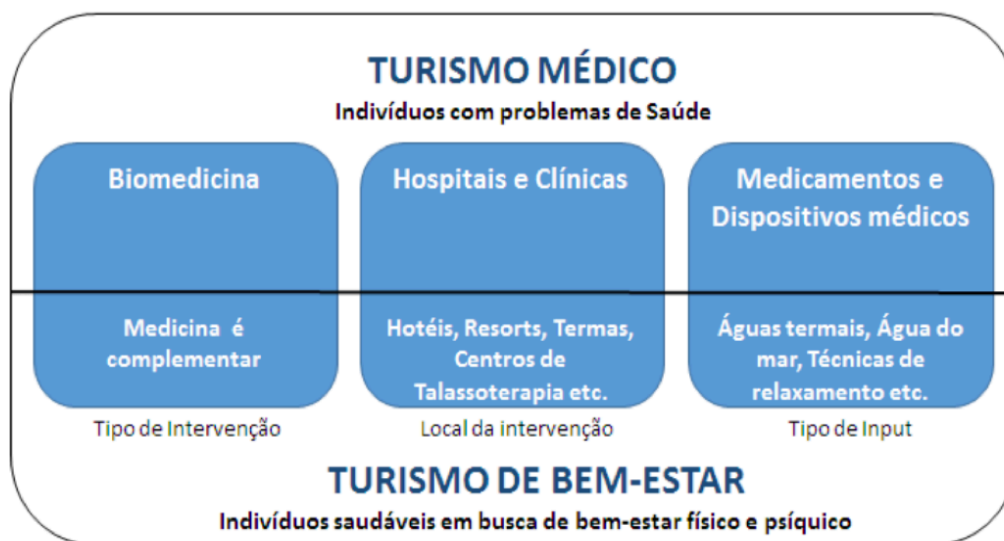 TURISMO MÉDICO
Indivíduos com problemas de Saúde
Biomedicina
Hospitais e Clínicas
Medicamentos e
Dispositivos médicos
Medicina é
complementar
Hotéis, Resorts, Termas,
Centros de
Talassoterapia etc.
Águas termais, Água do
mar, Técnicas de
relaxamento etc.
Tipo de Intervenção
Local da intervenção
Tipo de Input
TURISMO DE BEM-ESTAR
Indivíduos saudáveis em busca de bem-estar físico e psíquico